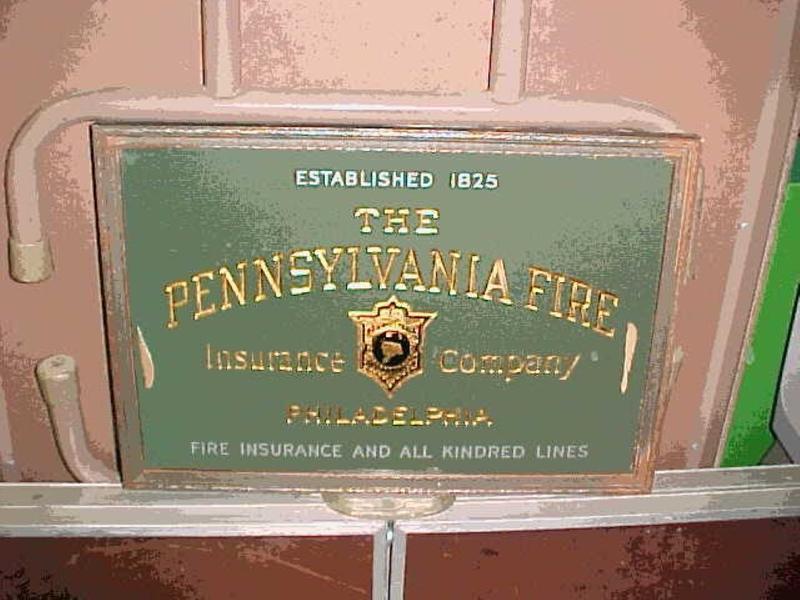 ESTABLISHED 1825
THE
PENNSYLVANIA FIRE
Insurance Company
PHILADELPHIA
FIRE INSURANCE AND ALL KINDRED LINES